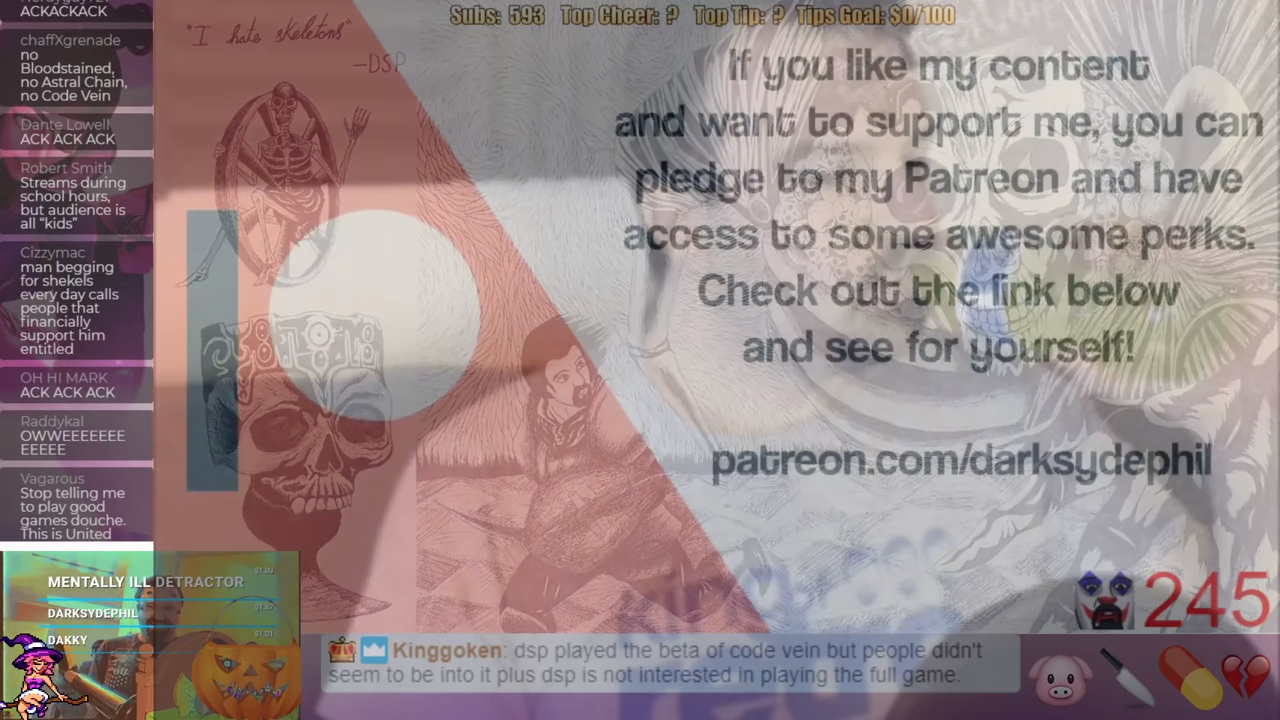 ACKACKACK
chaffXgrenade
no
Bloodstained,
no Astral Chain,
no Code Vein
Dante Lowell
ACK ACK ACK
Robert Smith
Streams during
school hours,
but audience is
all "kids"
Cizzymac
man begging
for shekels
every day calls
people that
financially
support him
entitled
OH HI MARK
ACK ACK ACK
Raddykal
OWWEEEEEEE
EEEEE
Vagarous
Stop telling me
to play good
games douche.
This is United
"I hate skeletons"
—DSP
Subs: 593 Top Cheer: ? Top Tip: ? Tips Goal: $0/100
If you like my content
and want to support me, you can
pledge to my Patreon and have
access to some awesome perks.
Check out the link below
and see for yourself!
patreon.com/darksydephil
MENTALLY ILL DETRACTOR
DARKSYDEPHIL
DAKKY
$1.01
245
Kinggoken: dsp played the beta of code vein but people didn't
seem to be into it plus dsp is not interested in playing the full game.